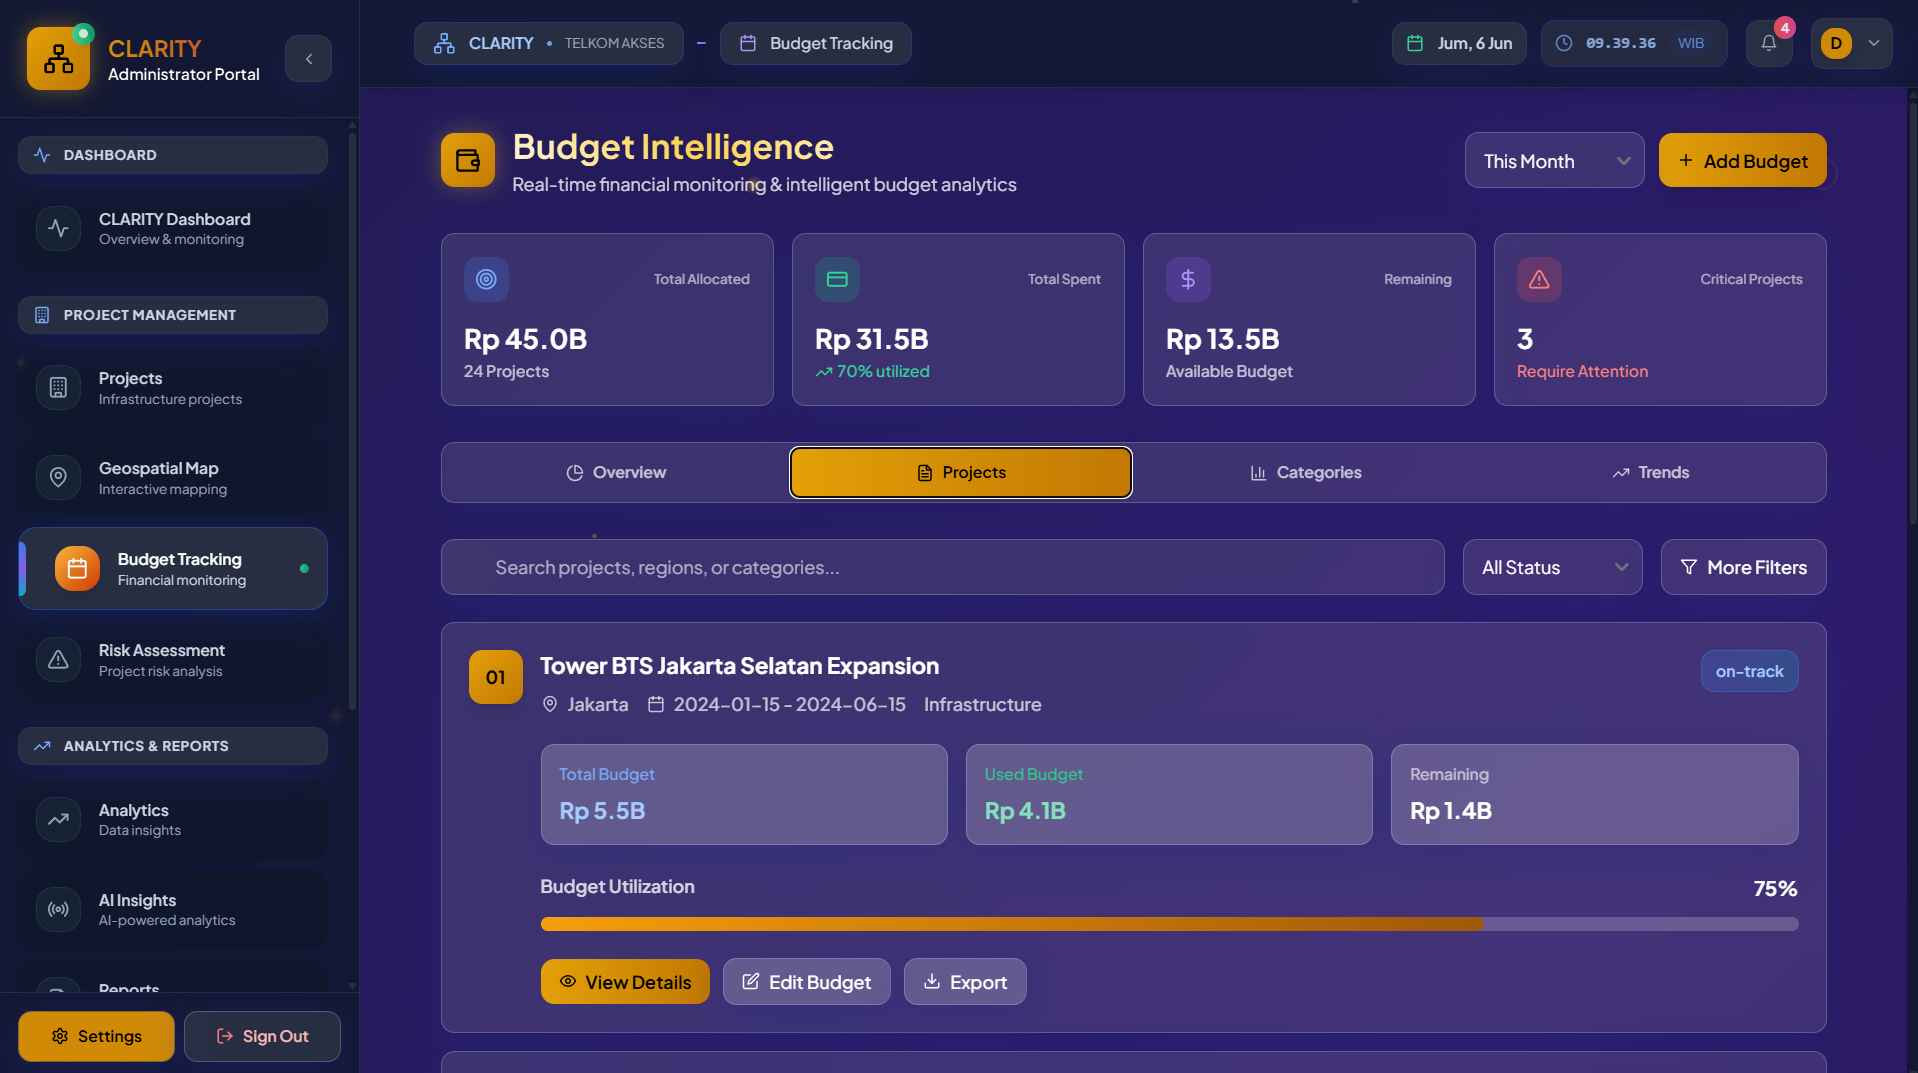 CLARITY
Administrator Portal
DASHBOARD
CLARITY Dashboard
Overview & monitoring
PROJECT MANAGEMENT
Projects
Infrastructure projects
Geospatial Map
Interactive mapping
Budget Tracking
Financial monitoring
Risk Assessment
Project risk analysis
ANALYTICS & REPORTS
Analytics
Data insights
AI Insights
AI-powered analytics
Reports
Settings
Sign Out
CLARITY • TELKOM AKSES – Budget Tracking
Jum, 6 Jun
09.39.36 WIB
4
D
Budget Intelligence
Real-time financial monitoring & intelligent budget analytics
This Month
+ Add Budget
Total Allocated
Rp 45.0B
24 Projects
Total Spent
Rp 31.5B
70% utilized
Remaining
Rp 13.5B
Available Budget
Critical Projects
3
Require Attention
Overview
Projects
Categories
Trends
Search projects, regions, or categories...
All Status
More Filters
01
Tower BTS Jakarta Selatan Expansion
on-track
Jakarta 2024-01-15 - 2024-06-15 Infrastructure
Total Budget
Rp 5.5B
Used Budget
Rp 4.1B
Remaining
Rp 1.4B
Budget Utilization
75%
View Details
Edit Budget
Export